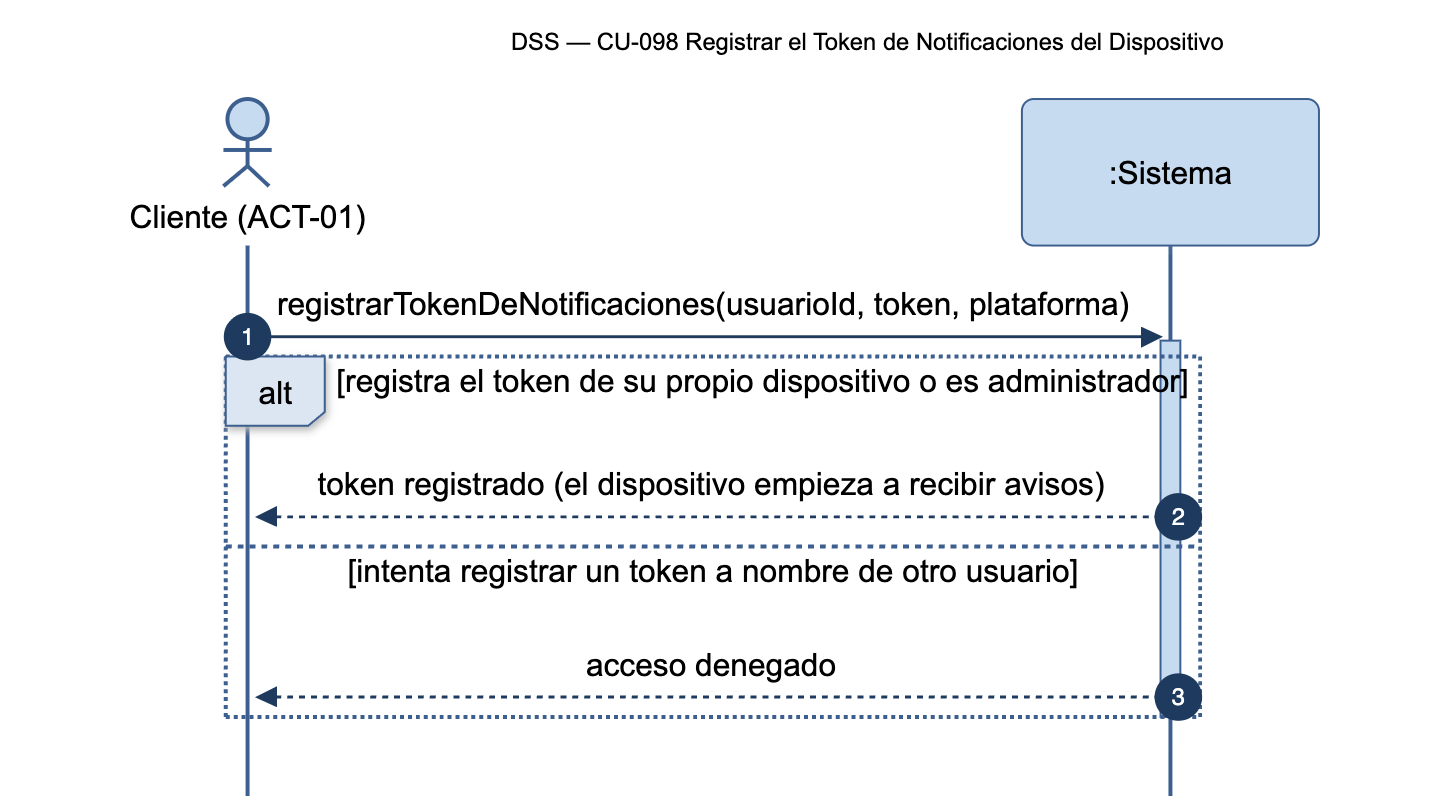 DSS — CU-098 Registrar el Token de Notificaciones del Dispositivo
Cliente (ACT-01)
:Sistema
registrarTokenDeNotificaciones(usuarioId, token, plataforma)
1
alt
[registra el token de su propio dispositivo o es administrador]
token registrado (el dispositivo empieza a recibir avisos)
2
[intenta registrar un token a nombre de otro usuario]
acceso denegado
3